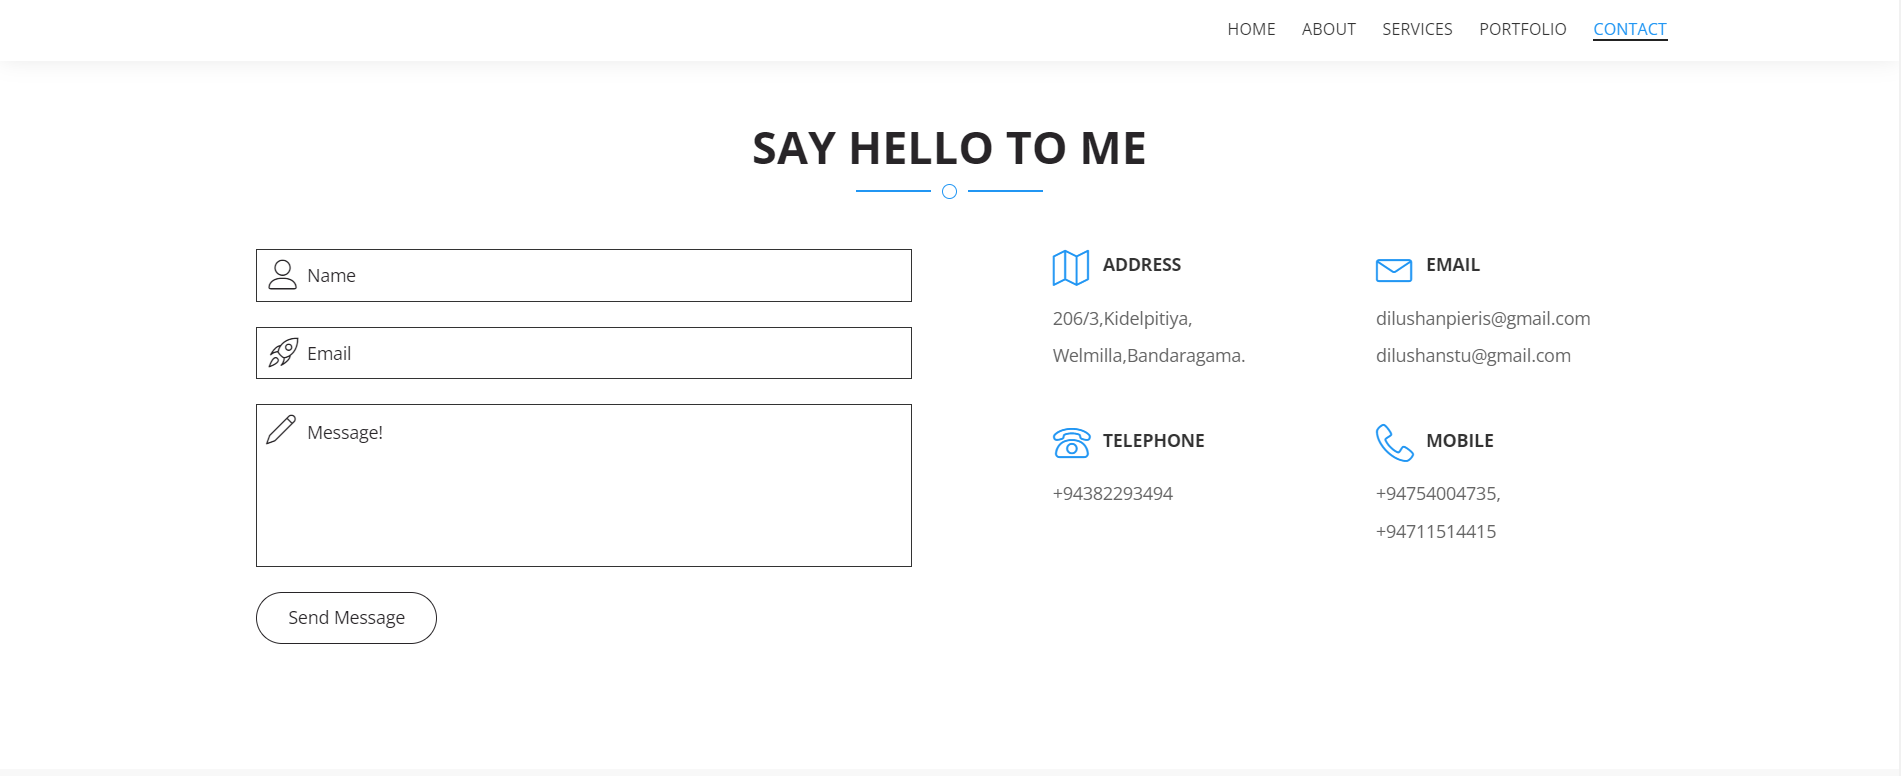 HOME ABOUT SERVICES PORTFOLIO CONTACT
SAY HELLO TO ME
Name
Email
Message!
Send Message
ADDRESS
206/3,Kidelpitiya,
Welmilla,Bandaragama.
EMAIL
dilushanpieris@gmail.com
dilushanstu@gmail.com
TELEPHONE
+94382293494
MOBILE
+94754004735,
+94711514415